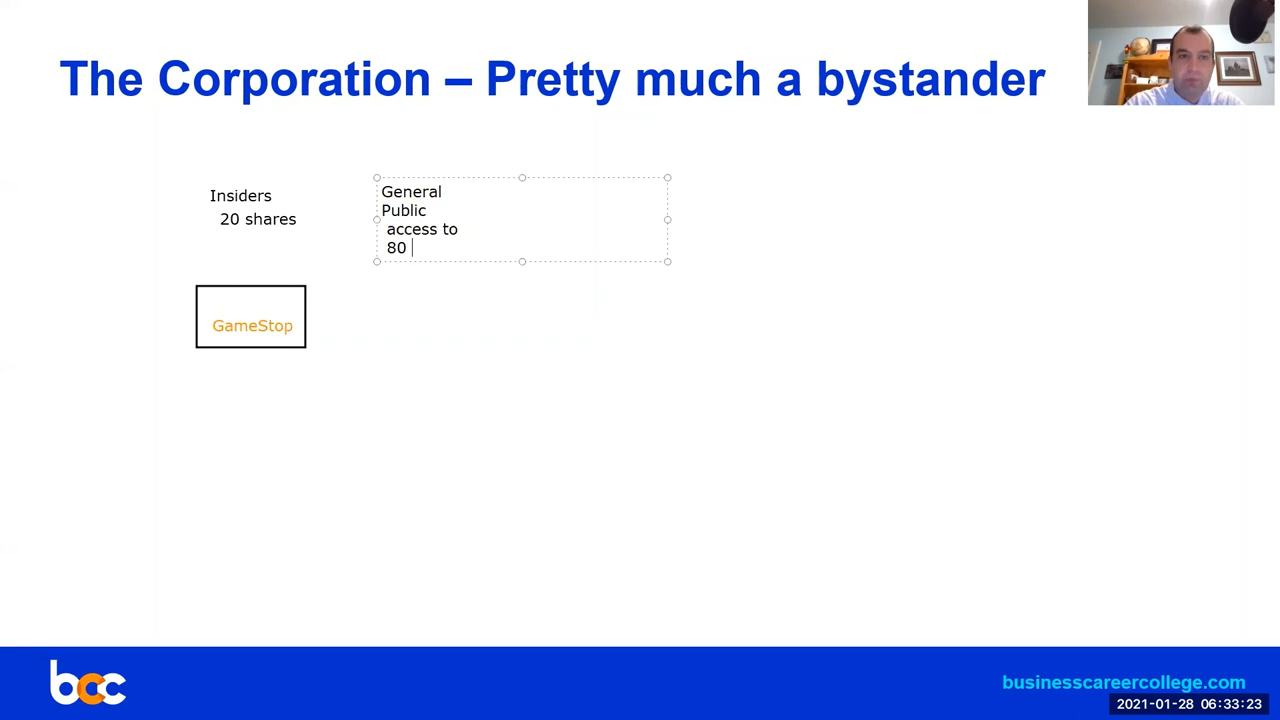 The Corporation – Pretty much a bystander
Insiders
20 shares
General
Public
access to
80
GameStop
bcc
businesscareercollege.com
2021-01-28 06:33:23